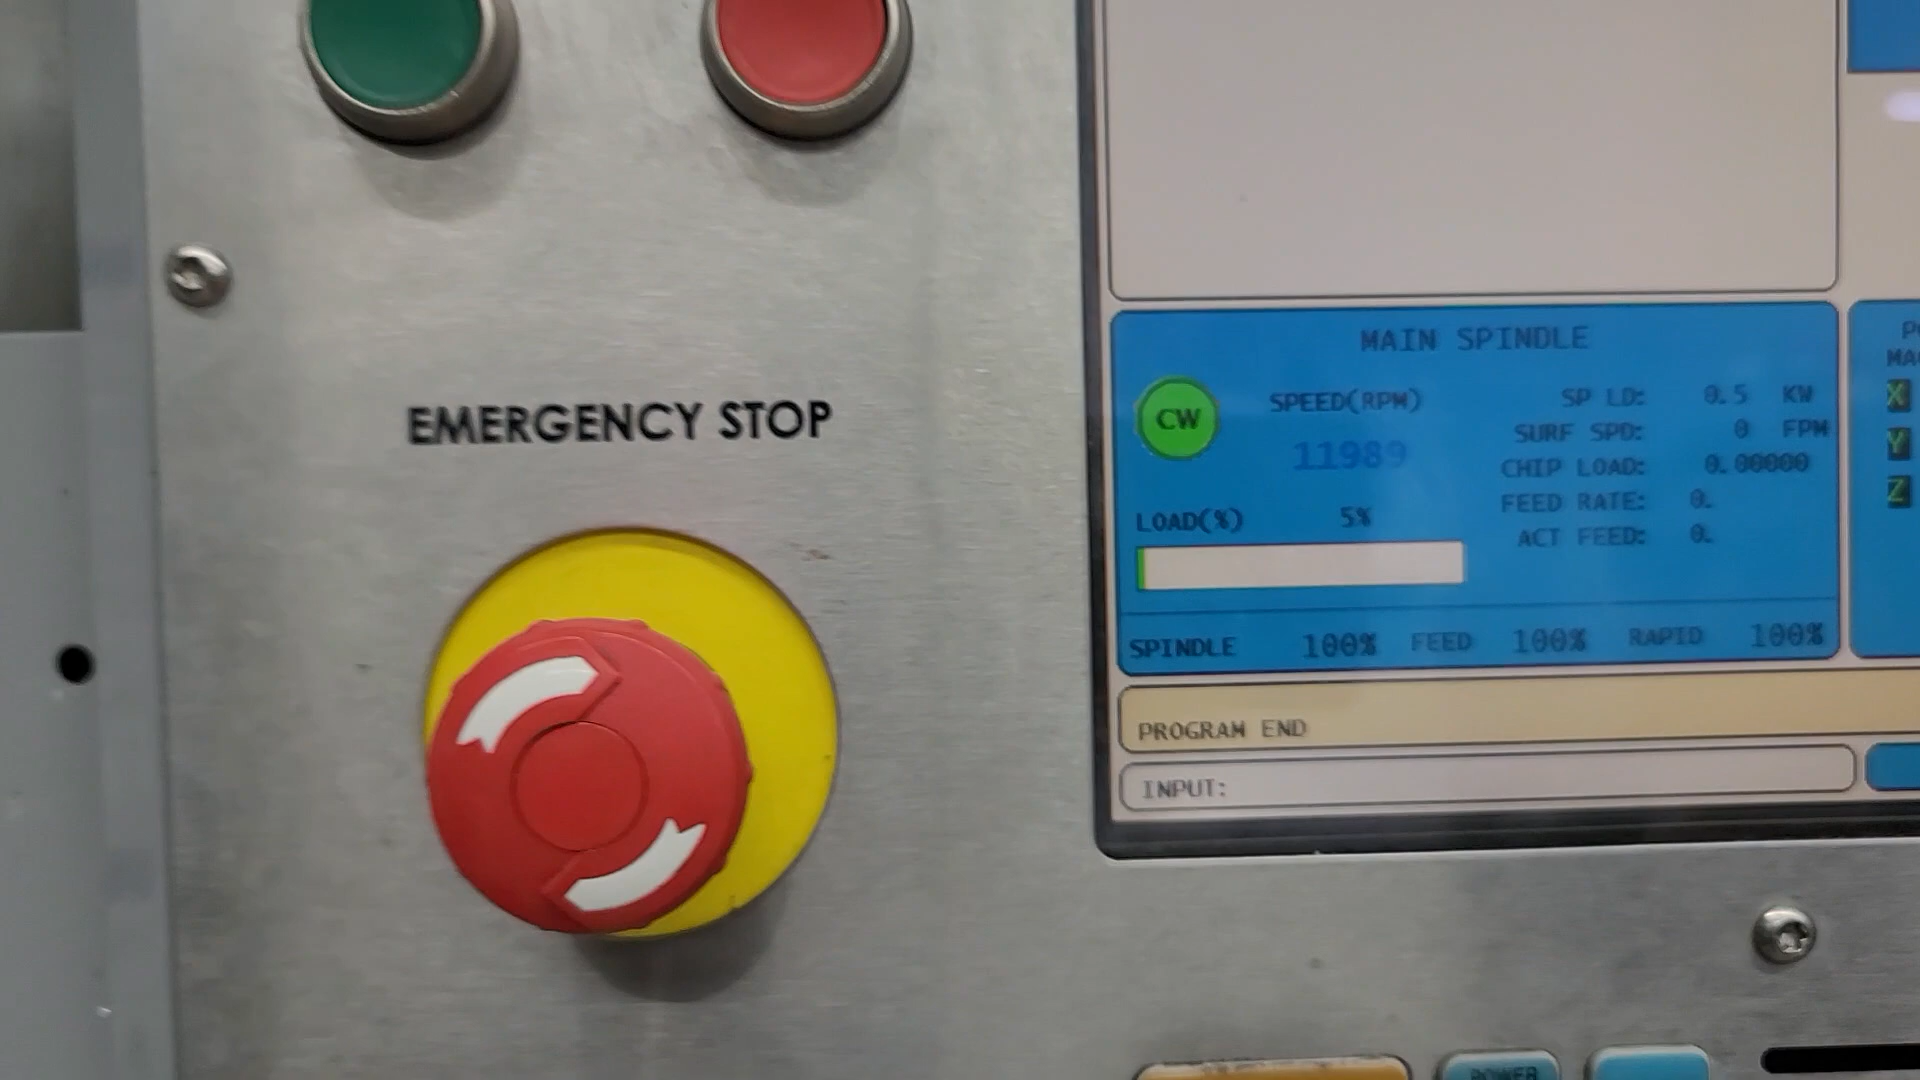 EMERGENCY STOP
MAIN SPINDLE
CW
SPEED(RPM)
11989
LOAD(%) 5%
SP LD: 0.5 KW
SURF SPD: 0 FPM
CHIP LOAD: 0.00000
FEED RATE: 0.
ACT FEED: 0.
SPINDLE 100% FEED 100% RAPID 100%
PROGRAM END
INPUT:
X
Y
Z
POWER